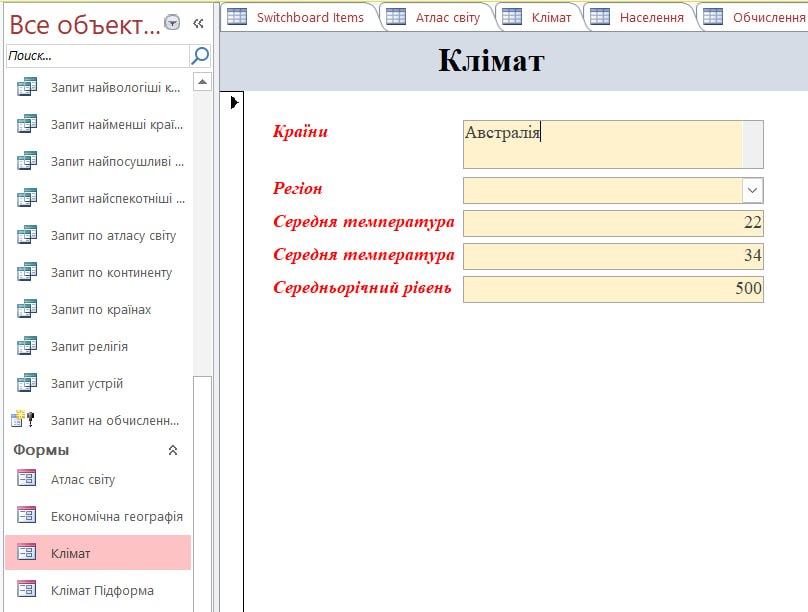 Все объект...
Поиск...
Запит найвологіші к...
Запит найменші краї...
Запит найпосушливі ...
Запит найспекотніші ...
Запит по атласу світу
Запит по континенту
Запит по країнах
Запит релігія
Запит устрій
Запит на обчисленн...
Формы
Атлас світу
Економічна географія
Клімат
Клімат Підформа
Switchboard Items
Атлас світу
Клімат
Населення
Обчислення
Клімат
Країни
Австралія
Регіон
Середня температура
22
Середня температура
34
Середньорічний рівень
500